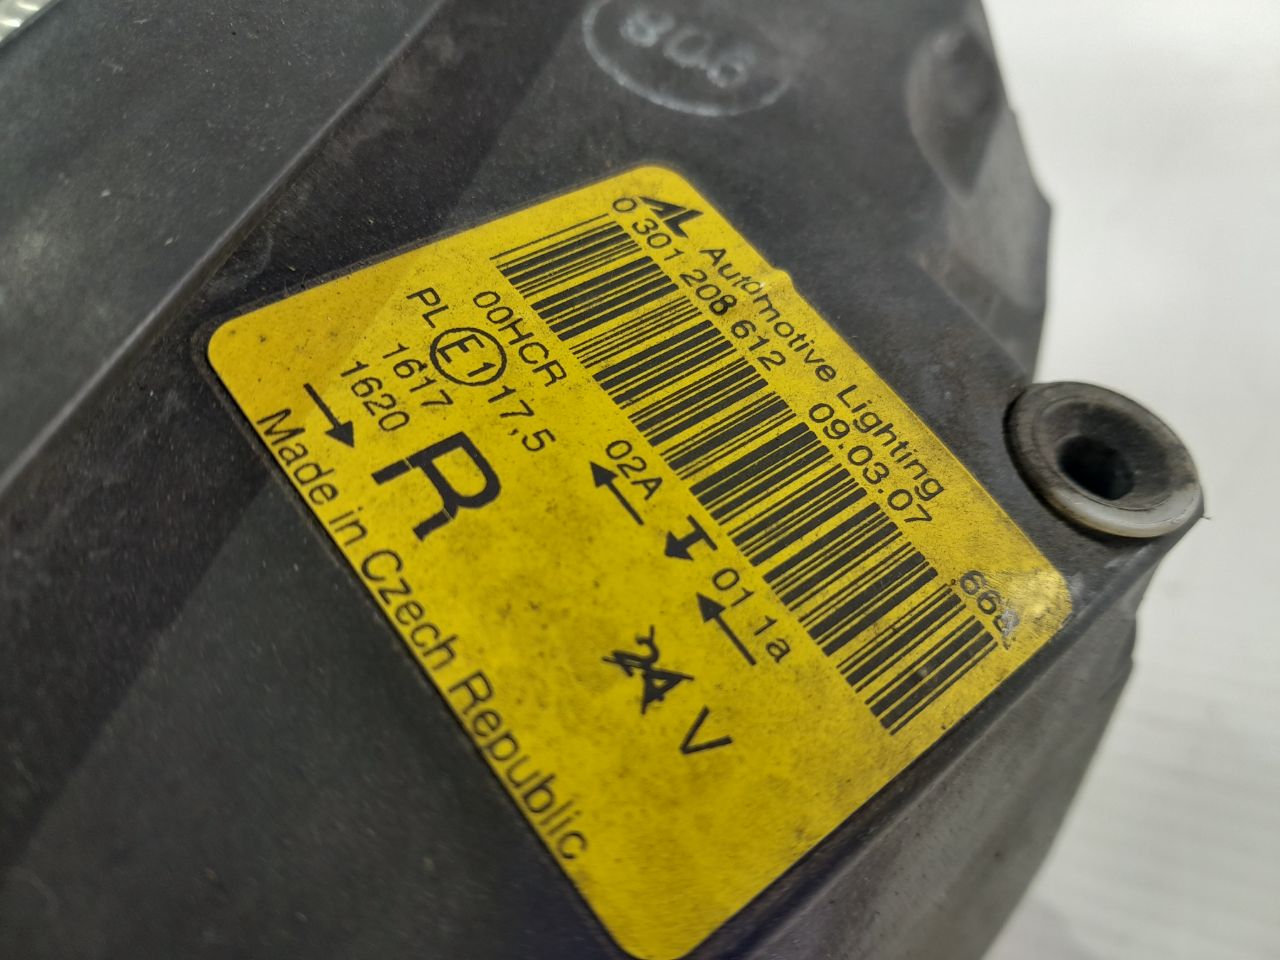 806
AL Automotive Lighting
0 301 208 612 09.03.07
00HCR 02A 01 1a
PL E1 17,5
1617
1620 R
24 V
Made in Czech Republic